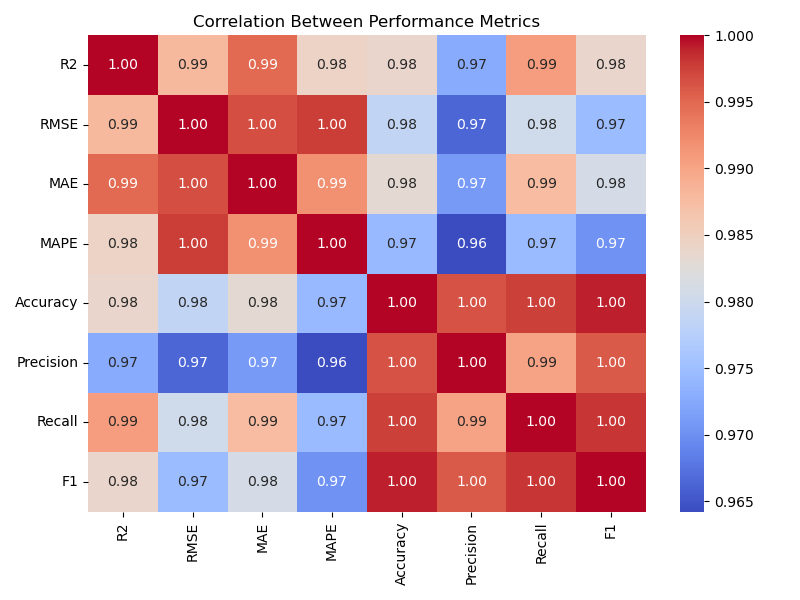 Correlation Between Performance Metrics
R2 1.00 0.99 0.99 0.98 0.98 0.97 0.99 0.98
RMSE 0.99 1.00 1.00 1.00 0.98 0.97 0.98 0.97
MAE 0.99 1.00 1.00 0.99 0.98 0.97 0.99 0.98
MAPE 0.98 1.00 0.99 1.00 0.97 0.96 0.97 0.97
Accuracy 0.98 0.98 0.98 0.97 1.00 1.00 1.00 1.00
Precision 0.97 0.97 0.97 0.96 1.00 1.00 0.99 1.00
Recall 0.99 0.98 0.99 0.97 1.00 0.99 1.00 1.00
F1 0.98 0.97 0.98 0.97 1.00 1.00 1.00 1.00
R2 RMSE MAE MAPE Accuracy Precision Recall F1
1.000
0.995
0.990
0.985
0.980
0.975
0.970
0.965